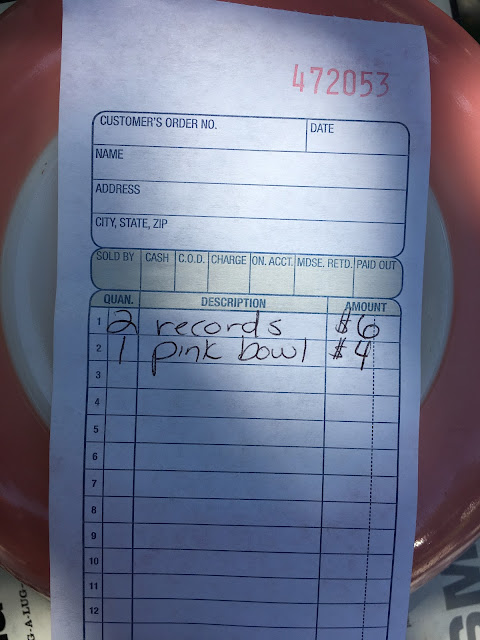 472053
CUSTOMER'S ORDER NO. DATE
NAME
ADDRESS
CITY, STATE, ZIP
SOLD BY CASH C.O.D. CHARGE ON. ACCT. MDSE. RETD. PAID OUT
QUAN. DESCRIPTION AMOUNT
1 2 records $6
2 1 pink bowl $4
3
4
5
6
7
8
9
10
11
12
G-A-LUG-